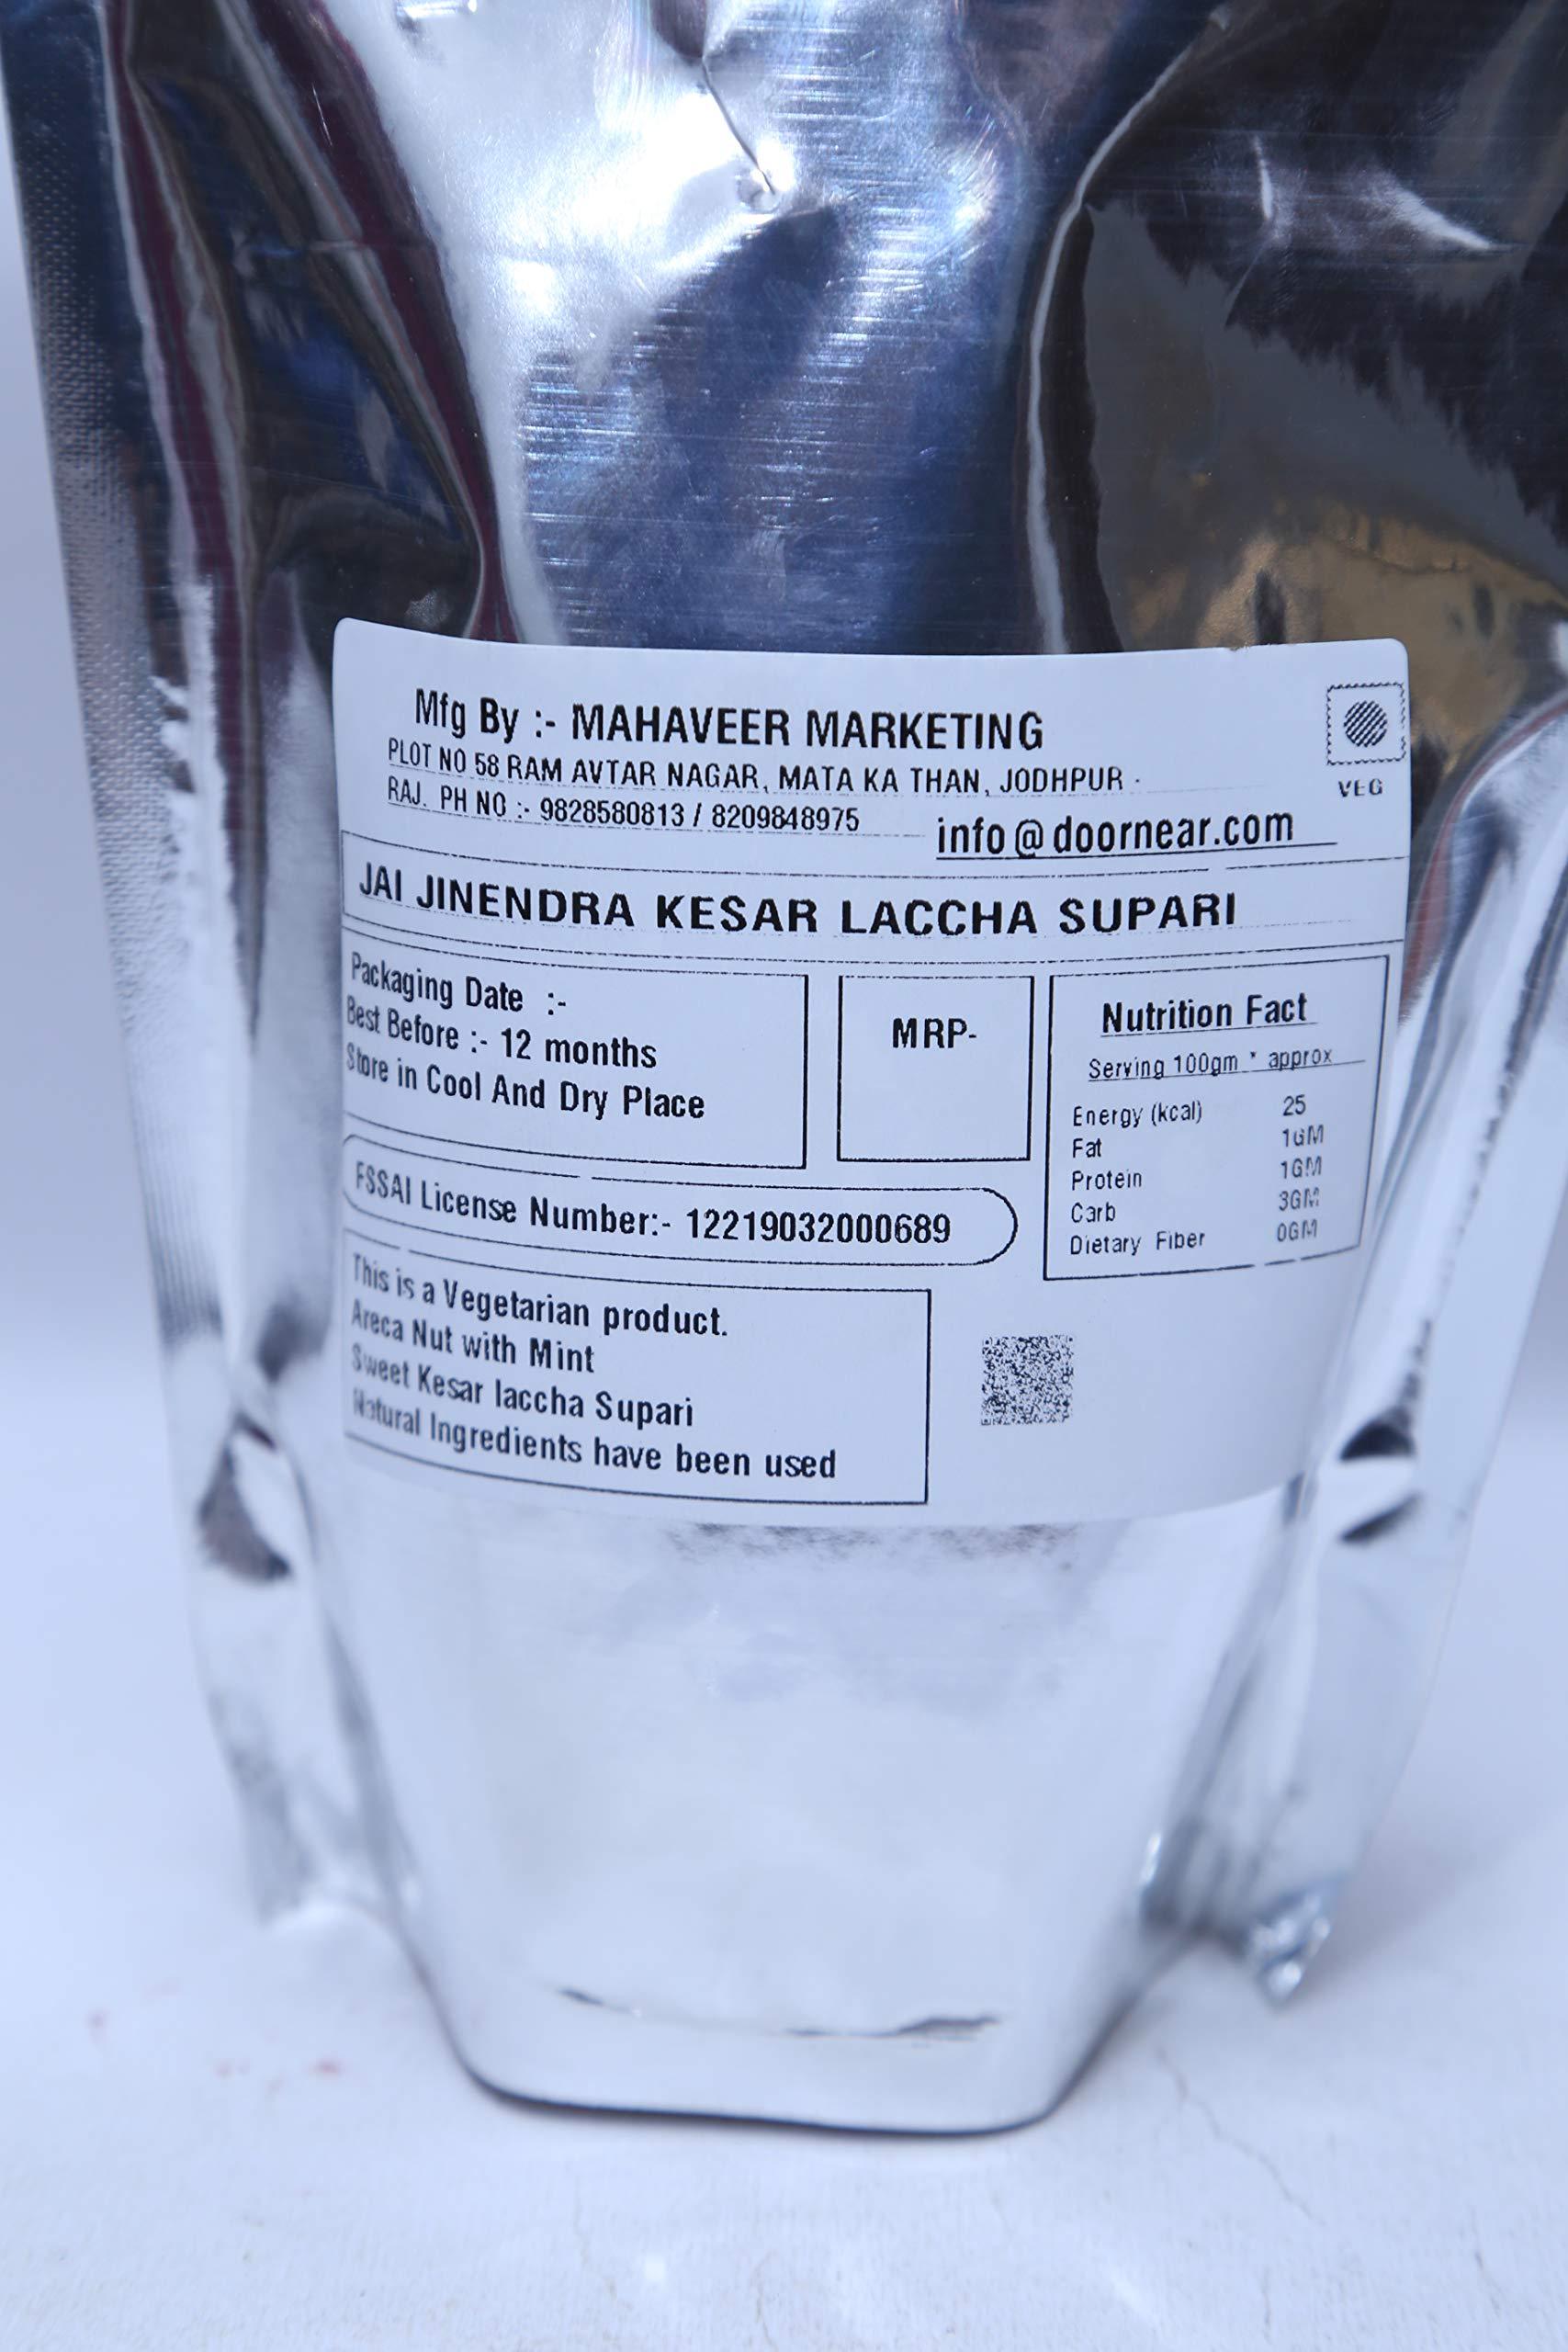 Mfg By :- MAHAVEER MARKETING
PLOT NO 58 RAM AVTAR NAGAR, MATA KA THAN, JODHPUR -
RAJ. PH NO :- 9828580813 / 8209848975
info@doornear.com
VEG
JAI JINENDRA KESAR LACCHA SUPARI
Packaging Date :-
Best Before :- 12 months
Store in Cool And Dry Place
MRP-
Nutrition Fact
Serving 100gm * approx
Energy (kcal) 25
Fat 1GM
Protein 1GM
Carb 3GM
Dietary Fiber 0GM
FSSAI License Number:- 12219032000689
This is a Vegetarian product.
Areca Nut with Mint
Sweet Kesar laccha Supari
Natural Ingredients have been used